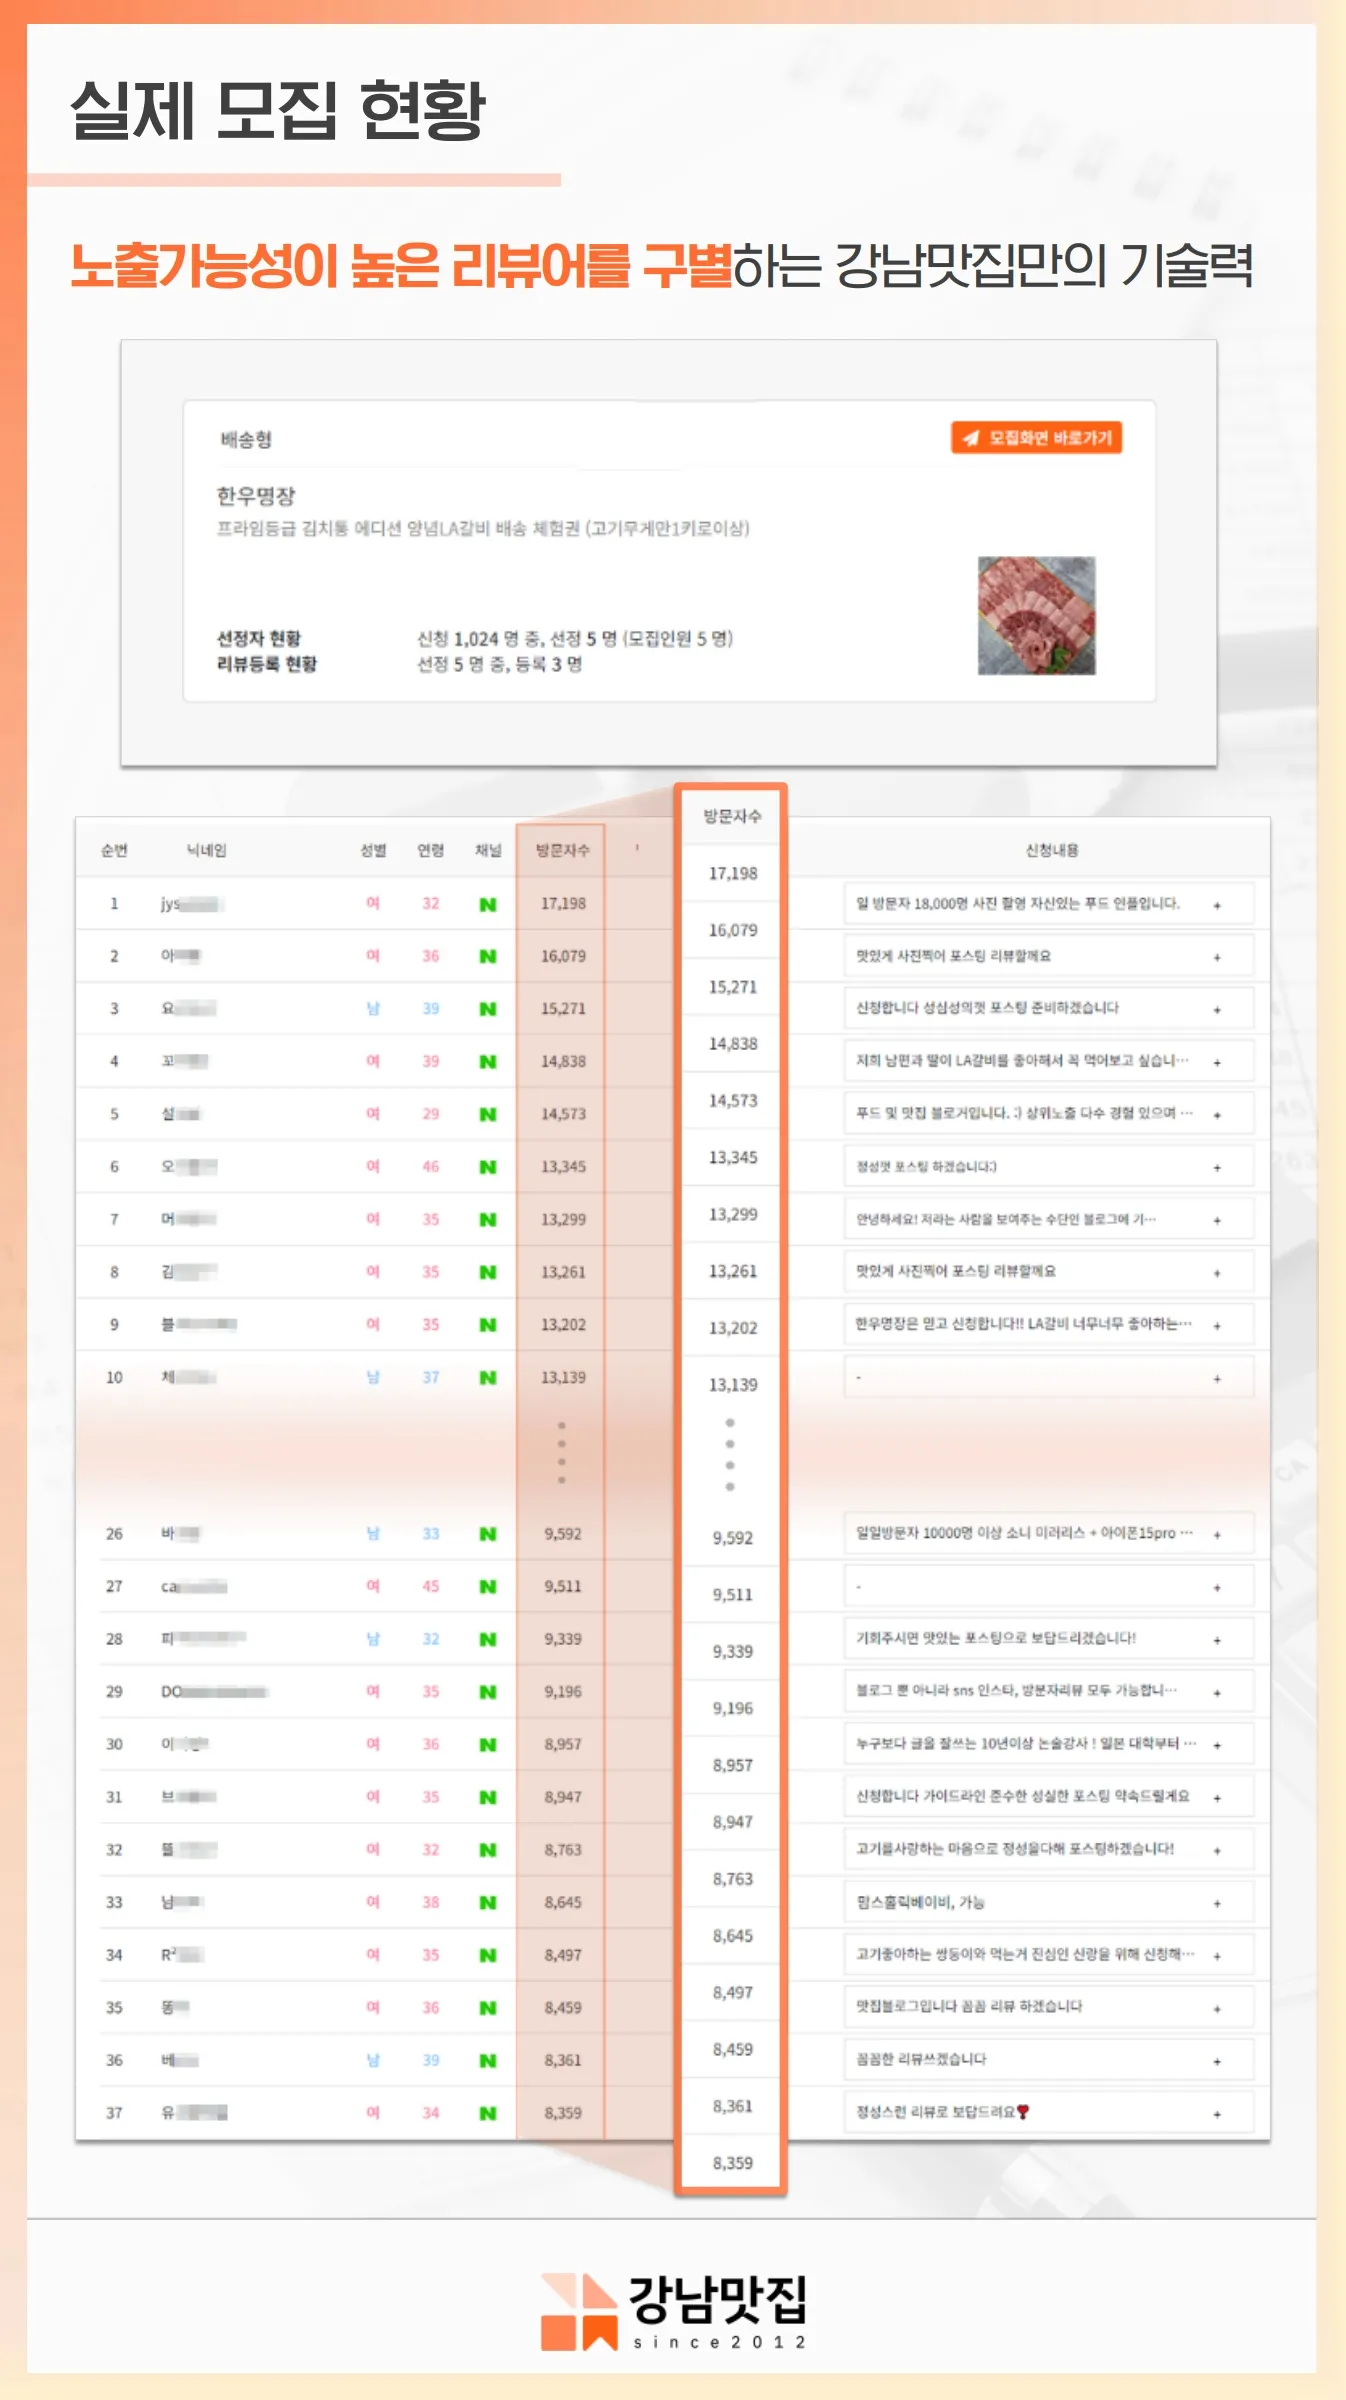 실제 모집 현황
노출가능성이 높은 리뷰어를 구별하는 강남맛집만의 기술력
배송형
모집화면 바로가기
한우명장
프라임등급 김치통 에디션 양념LA갈비 배송 체험권 (고기무게만1키로이상)
선정자 현황 신청 1,024 명 중, 선정 5 명 (모집인원 5 명)
리뷰등록 현황 선정 5 명 중, 등록 3 명
순번 닉네임 성별 연령 채널 방문자수 방문자수 신청내용
1 jys 여 32 N 17,198 17,198 일 방문자 18,000명 사진 촬영 자신있는 푸드 인플입니다. +
2 아 여 36 N 16,079 16,079 맛있게 사진찍어 포스팅 리뷰할께요 +
3 요 남 39 N 15,271 15,271 신청합니다 성심성의껏 포스팅 준비하겠습니다 +
4 꼬 여 39 N 14,838 14,838 저희 남편과 딸이 LA갈비를 좋아해서 꼭 먹어보고 싶습니… +
5 설 여 29 N 14,573 14,573 푸드 및 맛집 블로거입니다. :) 상위노출 다수 경험 있으며 … +
6 오 여 46 N 13,345 13,345 정성껏 포스팅 하겠습니다:) +
7 머 여 35 N 13,299 13,299 안녕하세요! 저라는 사람을 보여주는 수단인 블로그에 기… +
8 김 여 35 N 13,261 13,261 맛있게 사진찍어 포스팅 리뷰할께요 +
9 블 여 35 N 13,202 13,202 한우명장은 믿고 신청합니다!! LA갈비 너무너무 좋아하는… +
10 체 남 37 N 13,139 13,139 - +
26 바 남 33 N 9,592 9,592 일일방문자 10000명 이상 소니 미러리스 + 아이폰15pro … +
27 ca 여 45 N 9,511 9,511 - +
28 피 남 32 N 9,339 9,339 기회주시면 맛있는 포스팅으로 보답드리겠습니다! +
29 DO 여 35 N 9,196 9,196 블로그 뿐 아니라 sns 인스타, 방문자리뷰 모두 가능합니… +
30 이 여 36 N 8,957 8,957 누구보다 글을 잘쓰는 10년이상 논술강사 ! 일본 대학부터 … +
31 브 여 35 N 8,947 8,947 신청합니다 가이드라인 준수한 성실한 포스팅 약속드릴게요 +
32 뜰 여 32 N 8,763 8,763 고기를사랑하는 마음으로 정성을다해 포스팅하겠습니다! +
33 남 여 38 N 8,645 8,645 맘스홀릭베이비, 가능 +
34 R 여 35 N 8,497 8,497 고기좋아하는 쌍둥이와 먹는거 진심인 신랑을 위해 신청해… +
35 똥 여 36 N 8,459 8,459 맛집블로그입니다 꼼꼼 리뷰 하겠습니다 +
36 베 남 39 N 8,361 8,361 꼼꼼한 리뷰쓰겠습니다 +
37 유 여 34 N 8,359 8,359 정성스런 리뷰로 보답드려요❣ +
강남맛집
since2012